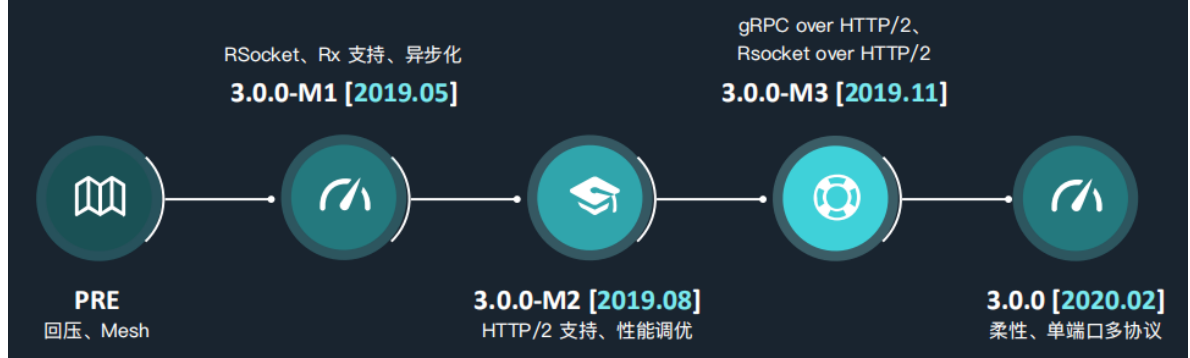 RSocket、Rx 支持、异步化
3.0.0-M1 [2019.05]
gRPC over HTTP/2、
Rsocket over HTTP/2
3.0.0-M3 [2019.11]
PRE
回压、Mesh
3.0.0-M2 [2019.08]
HTTP/2 支持、性能调优
3.0.0 [2020.02]
柔性、单端口多协议